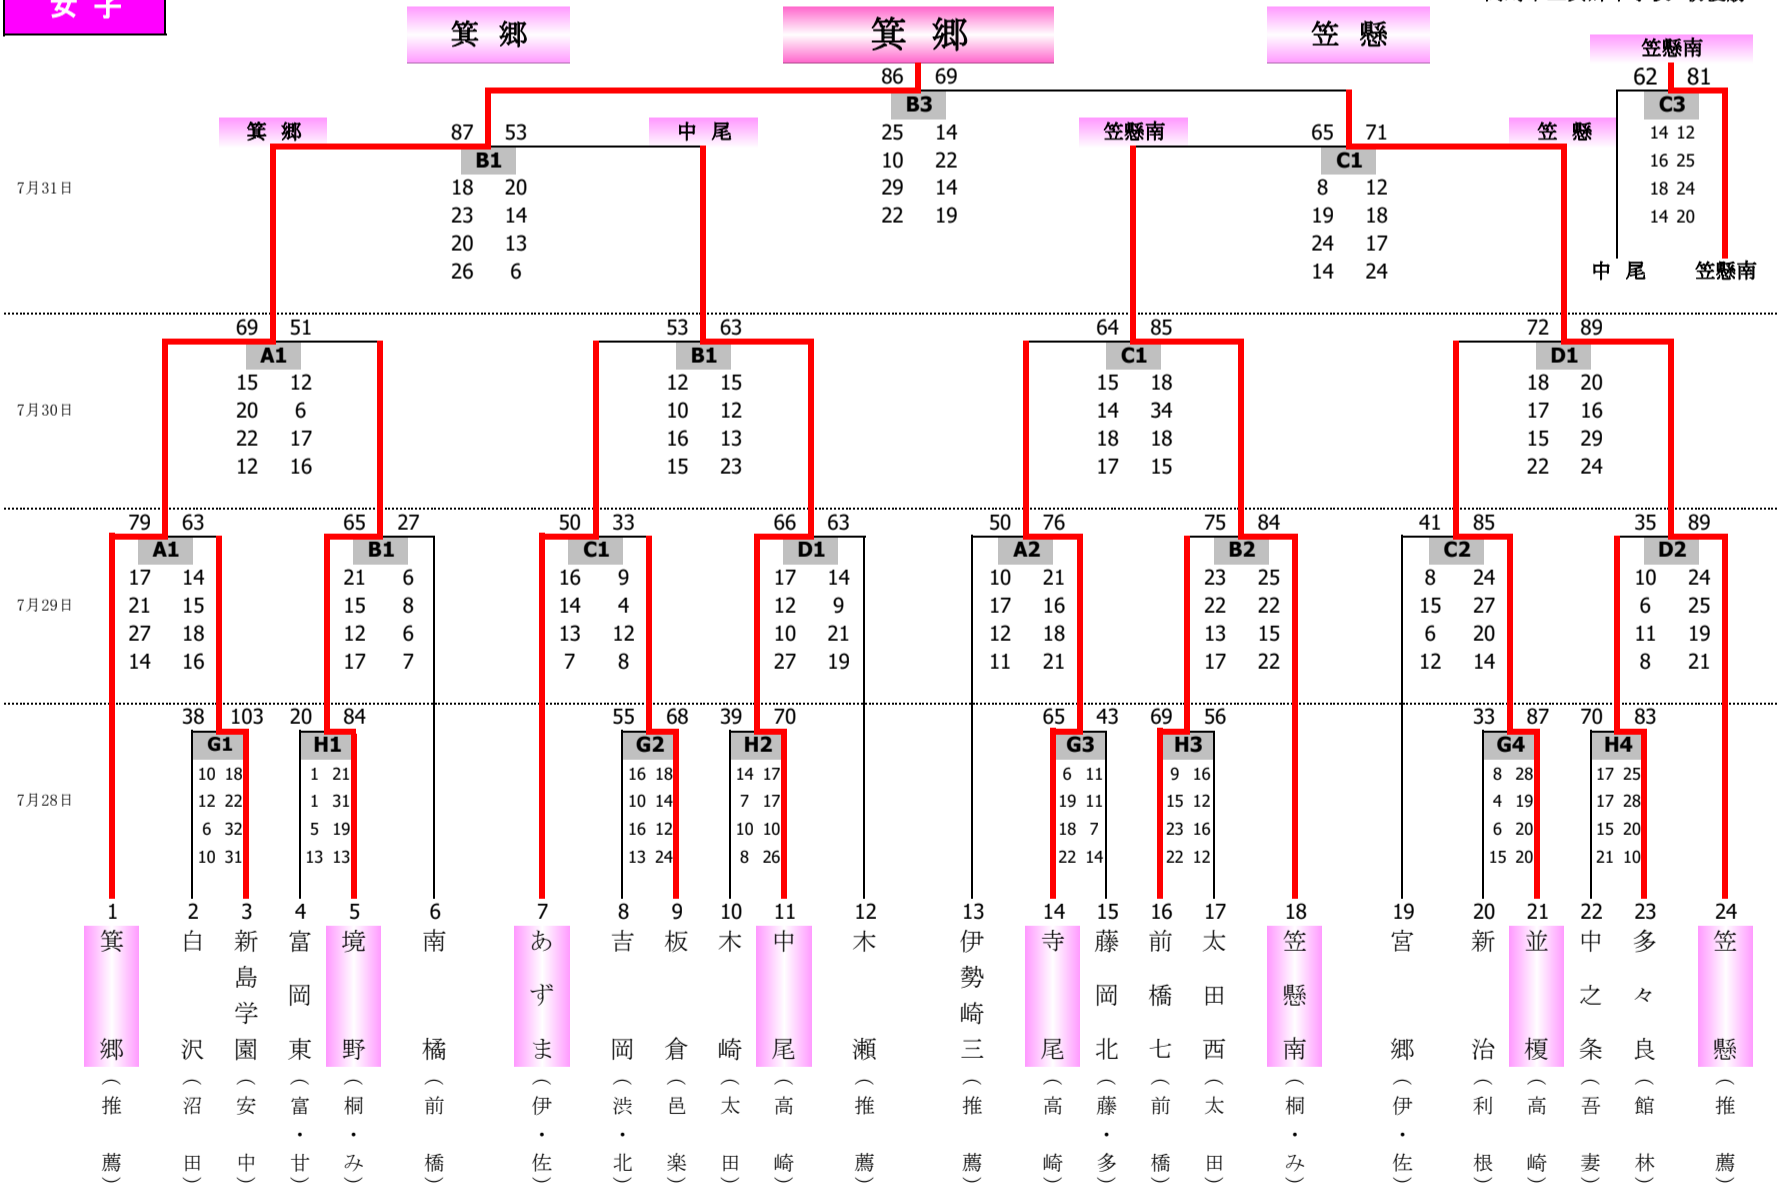 女子
箕郷 箕郷 笠懸 笠懸南
86 69 62 81
B3 C3
箕郷 87 53 中尾 25 14 笠懸南 65 71 笠懸 14 12
B1 10 22 C1 16 25
7月31日 18 20 29 14 8 12 18 24
23 14 22 19 19 18 14 20
20 13 24 17
26 6 14 24 中尾 笠懸南
69 51 53 63 64 85 72 89
A1 B1 C1 D1
15 12 12 15 15 18 18 20
7月30日 20 6 10 12 14 34 17 16
22 17 16 13 18 18 15 29
12 16 15 23 17 15 22 24
79 63 65 27 50 33 66 63 50 76 75 84 41 85 35 89
A1 B1 C1 D1 A2 B2 C2 D2
17 14 21 6 16 9 17 14 10 21 23 25 8 24 10 24
7月29日 21 15 15 8 14 4 12 9 17 16 22 22 15 27 6 25
27 18 12 6 13 12 10 21 12 18 13 15 6 20 11 19
14 16 17 7 7 8 27 19 11 21 17 22 12 14 8 21
38 103 20 84 55 68 39 70 65 43 69 56 33 87 70 83
G1 H1 G2 H2 G3 H3 G4 H4
10 18 1 21 16 18 14 17 6 11 9 16 8 28 17 25
7月28日 12 22 1 31 10 14 7 17 19 11 15 12 4 19 17 28
6 32 5 19 16 12 10 10 18 7 23 16 6 20 15 20
10 31 13 13 13 24 8 26 22 14 22 12 15 20 21 10
1 箕郷(推薦)
2 白沢(沼田)
3 新島学園(安中)
4 富岡東(富・甘)
5 境野(桐・み)
6 南橘(前橋)
7 あずま(伊・佐)
8 吉岡(渋・北)
9 板倉(邑楽)
10 木崎(太田)
11 中尾(高崎)
12 木瀬(推薦)
13 伊勢崎三(推薦)
14 寺尾(高崎)
15 藤岡北(藤・多)
16 前橋七(前橋)
17 太田西(太田)
18 笠懸南(桐・み)
19 宮郷(伊・佐)
20 新治(利根)
21 並榎(高崎)
22 中之条(吾妻)
23 多々良(館林)
24 笠懸(推薦)